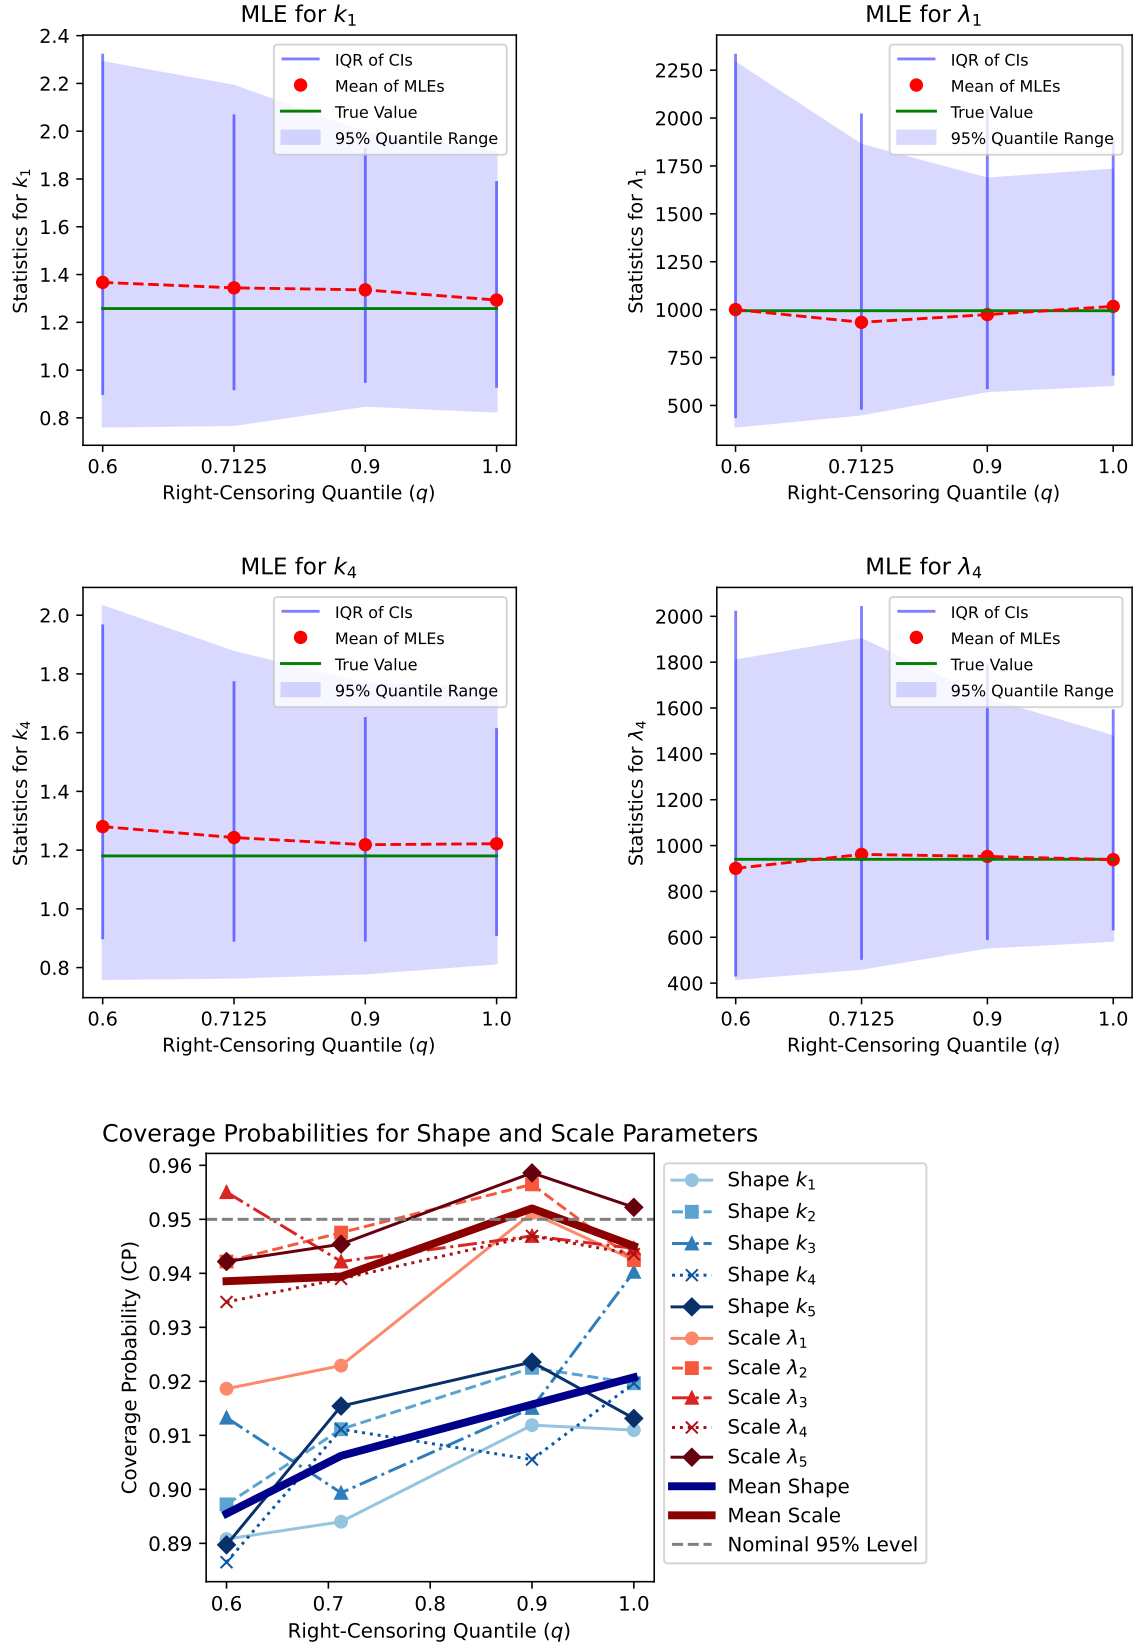 MLE for k₁
Statistics for k₁
2.4
2.2
2.0
1.8
1.6
1.4
1.2
1.0
0.8
IQR of CIs
Mean of MLEs
True Value
95% Quantile Range
0.6 0.7125 0.9 1.0
Right-Censoring Quantile (q)
MLE for λ₁
Statistics for λ₁
2250
2000
1750
1500
1250
1000
750
500
IQR of CIs
Mean of MLEs
True Value
95% Quantile Range
0.6 0.7125 0.9 1.0
Right-Censoring Quantile (q)
MLE for k₄
Statistics for k₄
2.0
1.8
1.6
1.4
1.2
1.0
0.8
IQR of CIs
Mean of MLEs
True Value
95% Quantile Range
0.6 0.7125 0.9 1.0
Right-Censoring Quantile (q)
MLE for λ₄
Statistics for λ₄
2000
1800
1600
1400
1200
1000
800
600
400
IQR of CIs
Mean of MLEs
True Value
95% Quantile Range
0.6 0.7125 0.9 1.0
Right-Censoring Quantile (q)
Coverage Probabilities for Shape and Scale Parameters
Coverage Probability (CP)
0.96
0.95
0.94
0.93
0.92
0.91
0.90
0.89
0.6 0.7 0.8 0.9 1.0
Right-Censoring Quantile (q)
Shape k₁
Shape k₂
Shape k₃
Shape k₄
Shape k₅
Scale λ₁
Scale λ₂
Scale λ₃
Scale λ₄
Scale λ₅
Mean Shape
Mean Scale
Nominal 95% Level